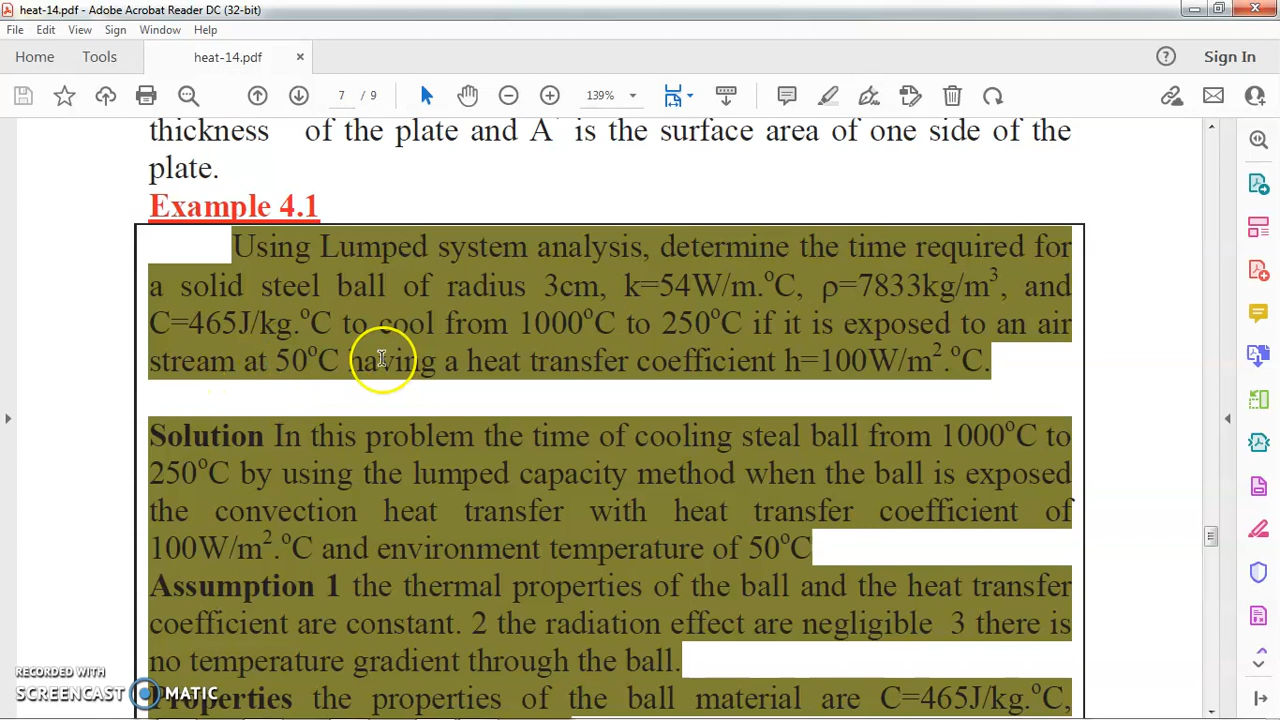 heat-14.pdf - Adobe Acrobat Reader DC (32-bit)
File Edit View Sign Window Help
Home Tools heat-14.pdf × Sign In
7 / 9 139%
thickness of the plate and A is the surface area of one side of the
plate.
Example 4.1
Using Lumped system analysis, determine the time required for
a solid steel ball of radius 3cm, k=54W/m.°C, ρ=7833kg/m³, and
C=465J/kg.°C to cool from 1000°C to 250°C if it is exposed to an air
stream at 50°C having a heat transfer coefficient h=100W/m².°C.
Solution In this problem the time of cooling steal ball from 1000°C to
250°C by using the lumped capacity method when the ball is exposed
the convection heat transfer with heat transfer coefficient of
100W/m².°C and environment temperature of 50°C
Assumption 1 the thermal properties of the ball and the heat transfer
coefficient are constant. 2 the radiation effect are negligible 3 there is
no temperature gradient through the ball.
Properties the properties of the ball material are C=465J/kg.°C,
RECORDED WITH
SCREENCAST MATIC